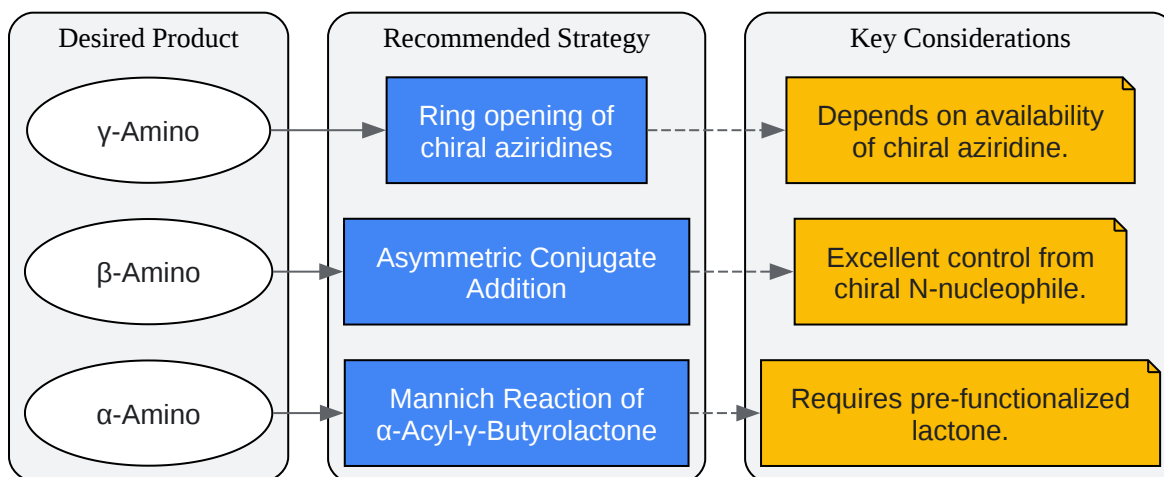 Desired Product
Recommended Strategy
Key Considerations
γ-Amino
Ring opening of
chiral aziridines
Depends on availability
of chiral aziridine.
β-Amino
Asymmetric Conjugate
Addition
Excellent control from
chiral N-nucleophile.
α-Amino
Mannich Reaction of
α-Acyl-γ-Butyrolactone
Requires pre-functionalized
lactone.